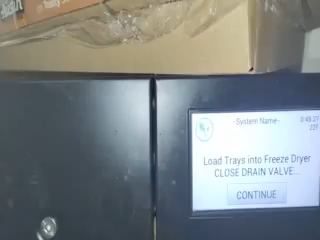 -System Name-
Load Trays into Freeze Dryer
CLOSE DRAIN VALVE...
CONTINUE